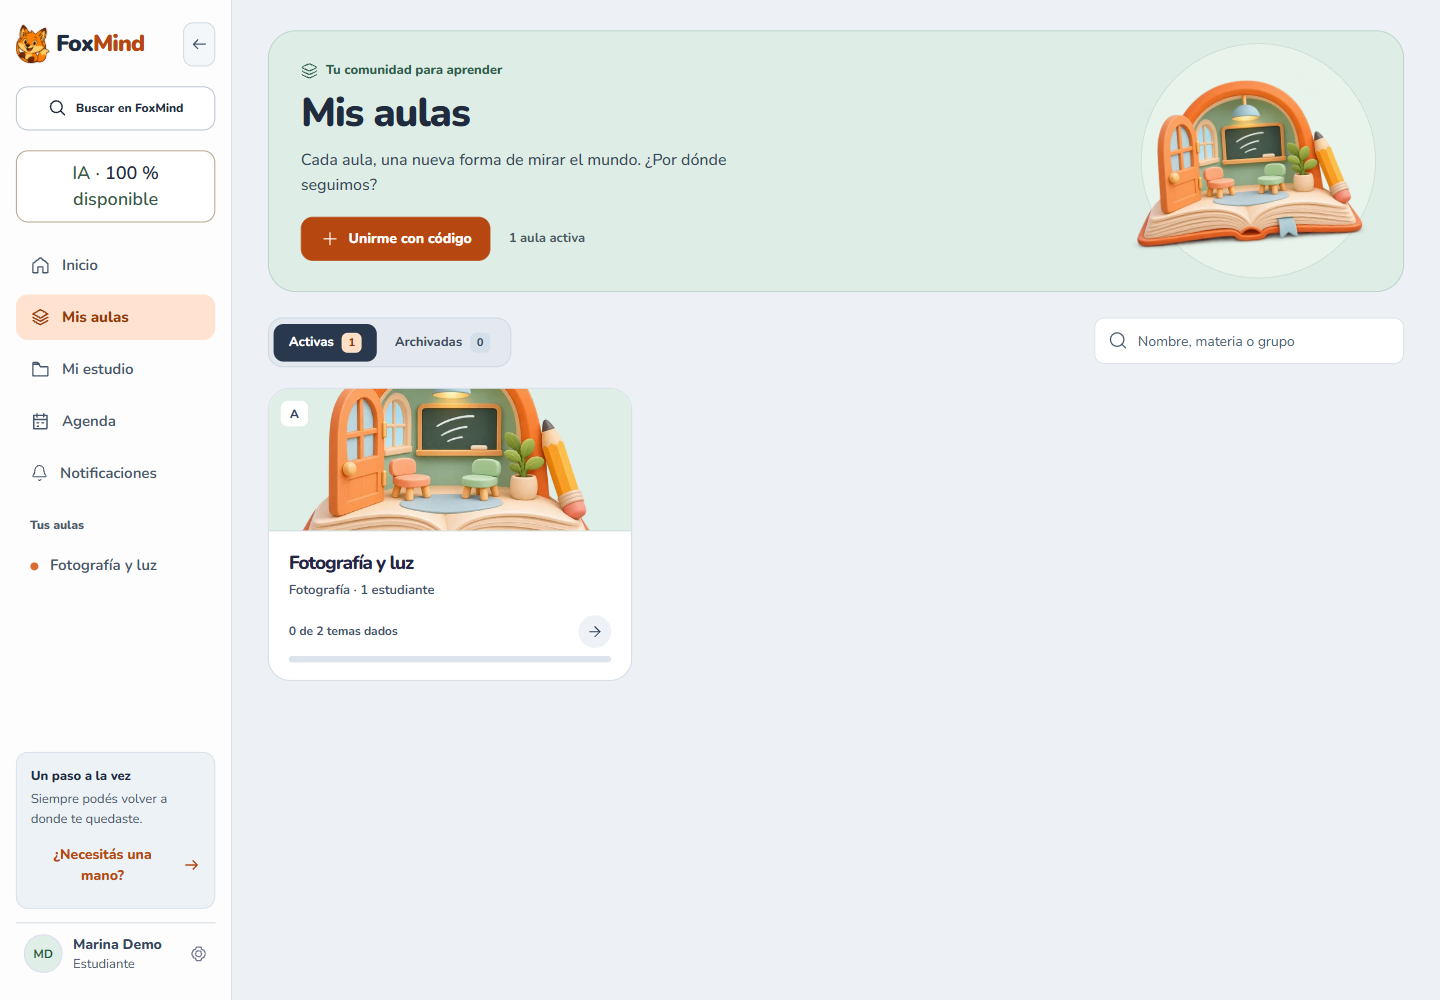 FoxMind
Buscar en FoxMind
IA · 100 %
disponible
Inicio
Mis aulas
Mi estudio
Agenda
Notificaciones
Tus aulas
Fotografía y luz
Un paso a la vez
Siempre podés volver a
donde te quedaste.
¿Necesitás una
mano?
MD
Marina Demo
Estudiante
Tu comunidad para aprender
Mis aulas
Cada aula, una nueva forma de mirar el mundo. ¿Por dónde
seguimos?
Unirme con código
1 aula activa
Activas 1
Archivadas 0
Nombre, materia o grupo
A
Fotografía y luz
Fotografía · 1 estudiante
0 de 2 temas dados